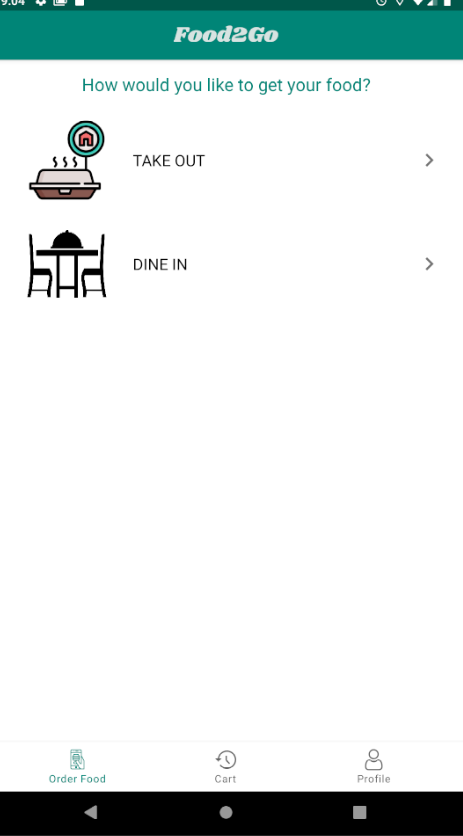 9:04
Food2Go
How would you like to get your food?
TAKE OUT
DINE IN
Order Food
Cart
Profile